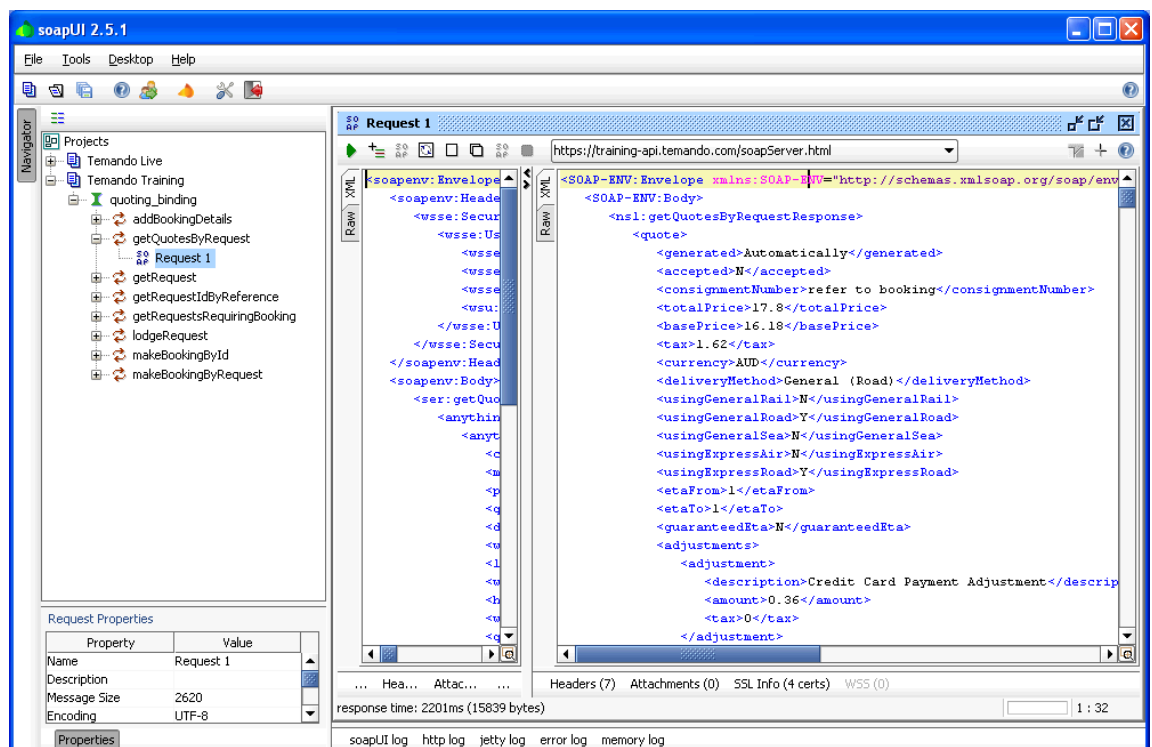 soapUI 2.5.1
File Tools Desktop Help
Navigator
Projects
Temando Live
Temando Training
quoting_binding
addBookingDetails
getQuotesByRequest
Request 1
getRequest
getRequestIdByReference
getRequestsRequiringBooking
lodgeRequest
makeBookingById
makeBookingByRequest
Request Properties
Property Value
Name Request 1
Description
Message Size 2620
Encoding UTF-8
Properties
Request 1
https://training-api.temando.com/soapServer.html
XML
Raw
<soapenv:Envelope
<soapenv:Heade
<wsse:Secur
<wsse:Us
<wsse
<wsse
<wsse
<wsu:
</wsse:U
</wsse:Secu
</soapenv:Head
<soapenv:Body>
<ser:getQuo
<anythin
<anyt
<c
<m
<p
<q
<d
<w
<l
<w
<h
<w
<q
XML
Raw
<SOAP-ENV:Envelope xmlns:SOAP-ENV="http://schemas.xmlsoap.org/soap/env
<SOAP-ENV:Body>
<ns1:getQuotesByRequestResponse>
<quote>
<generated>Automatically</generated>
<accepted>N</accepted>
<consignmentNumber>refer to booking</consignmentNumber>
<totalPrice>17.8</totalPrice>
<basePrice>16.18</basePrice>
<tax>1.62</tax>
<currency>AUD</currency>
<deliveryMethod>General (Road)</deliveryMethod>
<usingGeneralRail>N</usingGeneralRail>
<usingGeneralRoad>Y</usingGeneralRoad>
<usingGeneralSea>N</usingGeneralSea>
<usingExpressAir>N</usingExpressAir>
<usingExpressRoad>Y</usingExpressRoad>
<etaFrom>1</etaFrom>
<etaTo>1</etaTo>
<guaranteedEta>N</guaranteedEta>
<adjustments>
<adjustment>
<description>Credit Card Payment Adjustment</descrip
<amount>0.36</amount>
<tax>0</tax>
</adjustment>
... Hea... Attac... ...
Headers (7) Attachments (0) SSL Info (4 certs) WSS (0)
response time: 2201ms (15839 bytes)
1 : 32
soapUI log http log jetty log error log memory log